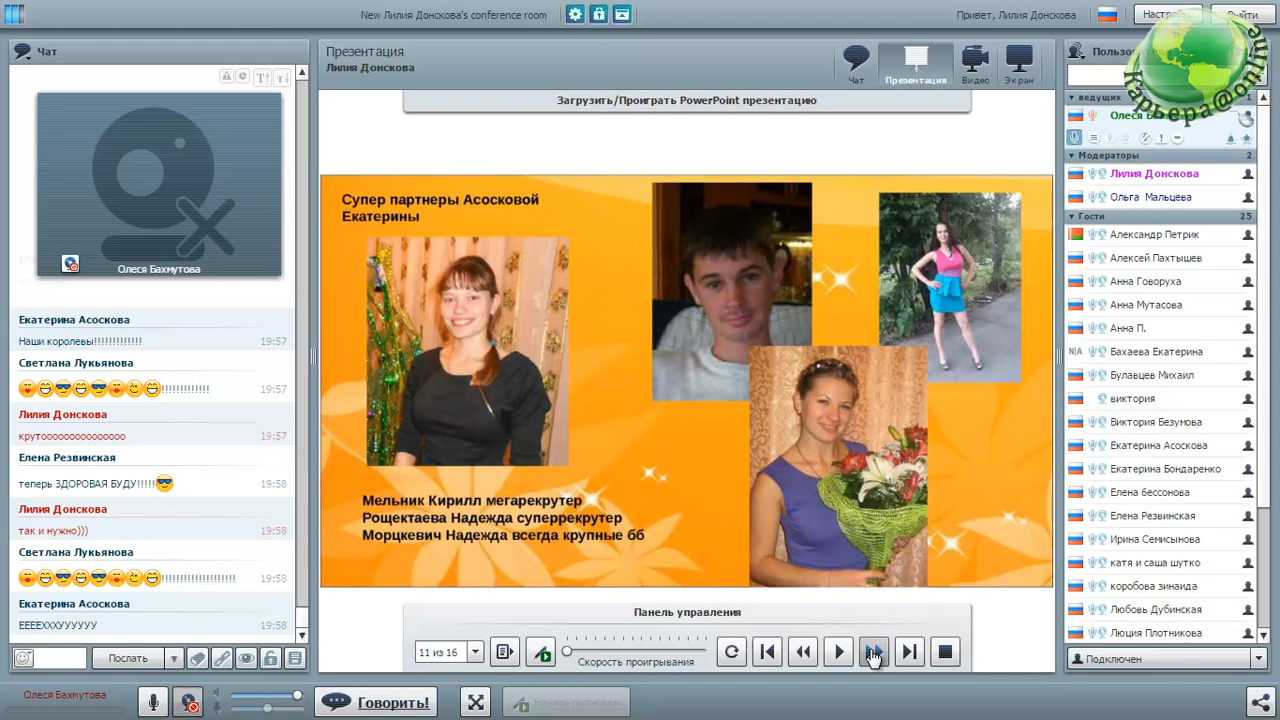 New Лилия Донскова's conference room
Привет, Лилия Донскова
Выйти
карьера@online
Чат
Олеся Бахмутова
Екатерина Асоскова
Наши королевы!!!!!!!!!!!!!
19:57
Светлана Лукьянова
!!!!!!!!!!!!!
19:57
Лилия Донскова
крутооооооооооооооо
19:57
Елена Резвинская
теперь ЗДОРОВАЯ БУДУ!!!!!
19:58
Лилия Донскова
так и нужно)))
19:58
Светлана Лукьянова
!!!!!!!!!!!!!!!!!!!!
19:58
Екатерина Асоскова
ЕЕЕЕХХХУУУУУУ
19:58
Послать
Презентация
Лилия Донскова
Чат
Презентация
Видео
Экран
Загрузить/Проиграть PowerPoint презентацию
Супер партнеры Асосковой
Екатерины
Мельник Кирилл мегарекрутер
Рощектаева Надежда суперрекрутер
Морцкевич Надежда всегда крупные бб
Панель управления
11 из 16
Скорость проигрывания
ведущих 1
Олеся
Модераторы 2
Лилия Донскова
Ольга Мальцева
Гости 25
Александр Петрик
Алексей Пахтышев
Анна Говоруха
Анна Мутасова
Анна П.
N/A Бахаева Екатерина
Булавцев Михаил
виктория
Виктория Безумова
Екатерина Асоскова
Екатерина Бондаренко
Елена бессонова
Елена Резвинская
Ирина Семисынова
катя и саша шутко
коробова зинаида
Любовь Дубинская
Люция Плотникова
Подключен
Олеся Бахмутова
Говорить!